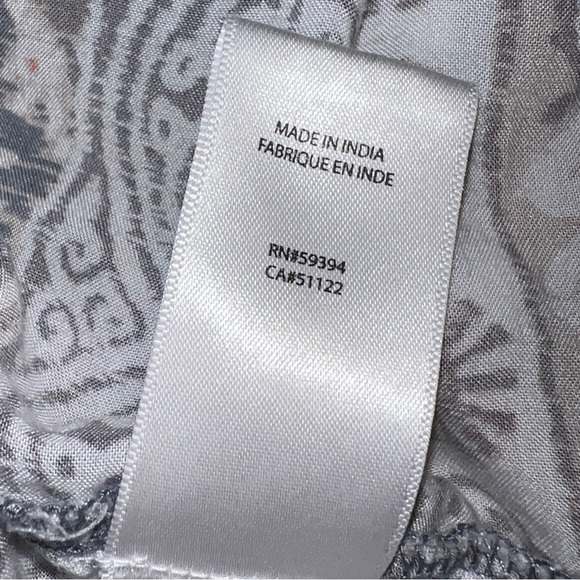 MADE IN INDIA
FABRIQUE EN INDE
RN#59394
CA#51122